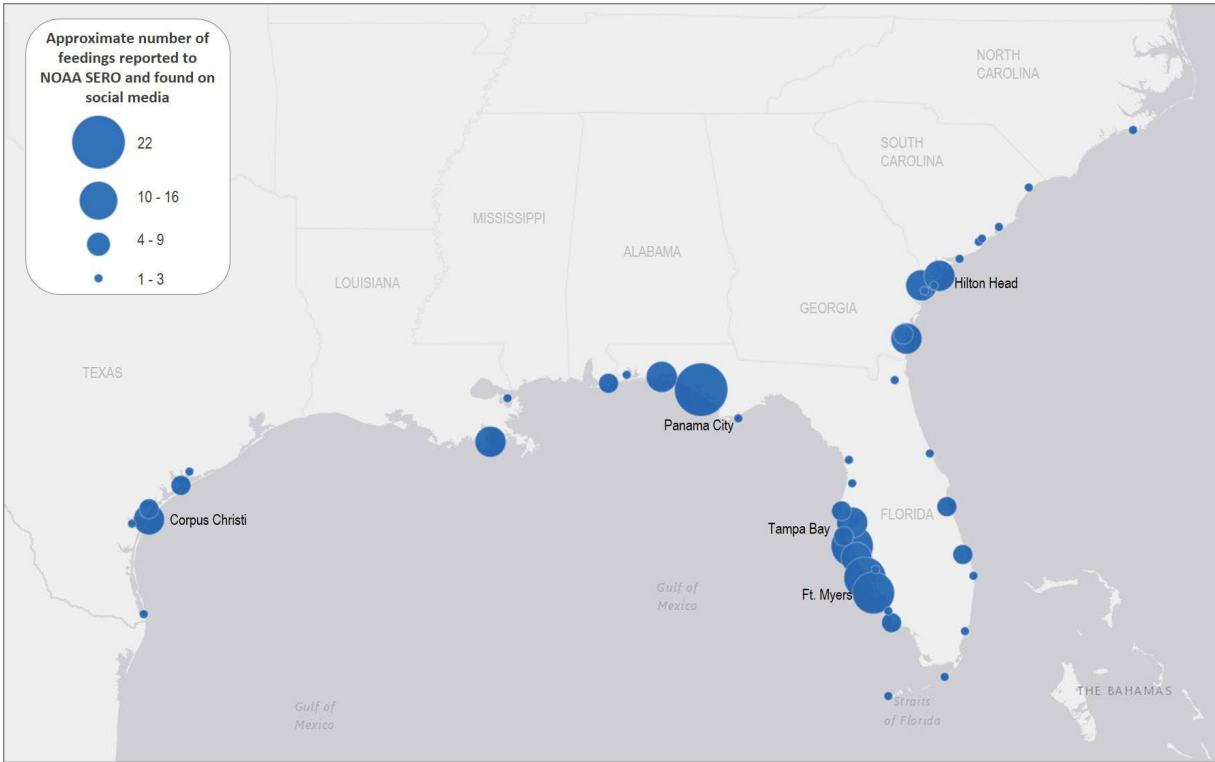 Approximate number of
feedings reported to
NOAA SERO and found on
social media
22
10 - 16
4 - 9
1 - 3
NORTH
CAROLINA
SOUTH
CAROLINA
MISSISSIPPI
ALABAMA
LOUISIANA
GEORGIA
Hilton Head
TEXAS
Panama City
Corpus Christi
FLORIDA
Tampa Bay
Gulf of
Mexico
Ft. Myers
THE BAHAMAS
Gulf of
Mexico
Straits
of Florida